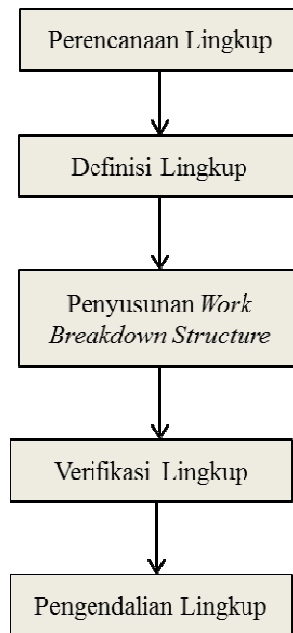 Perencanaan Lingkup
Definisi Lingkup
Penyusunan Work
Breakdown Structure
Verifikasi Lingkup
Pengendalian Lingkup